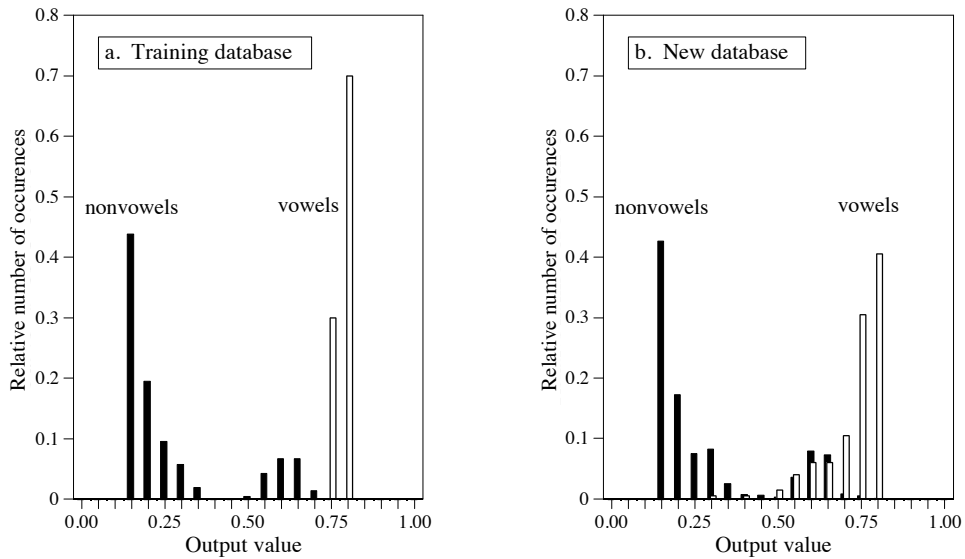 0.8
0.7
0.6
0.5
0.4
0.3
0.2
0.1
0
Relative number of occurences
a. Training database
nonvowels
vowels
0.00 0.25 0.50 0.75 1.00
Output value
0.8
0.7
0.6
0.5
0.4
0.3
0.2
0.1
0
Relative number of occurences
b. New database
nonvowels
vowels
0.00 0.25 0.50 0.75 1.00
Output value